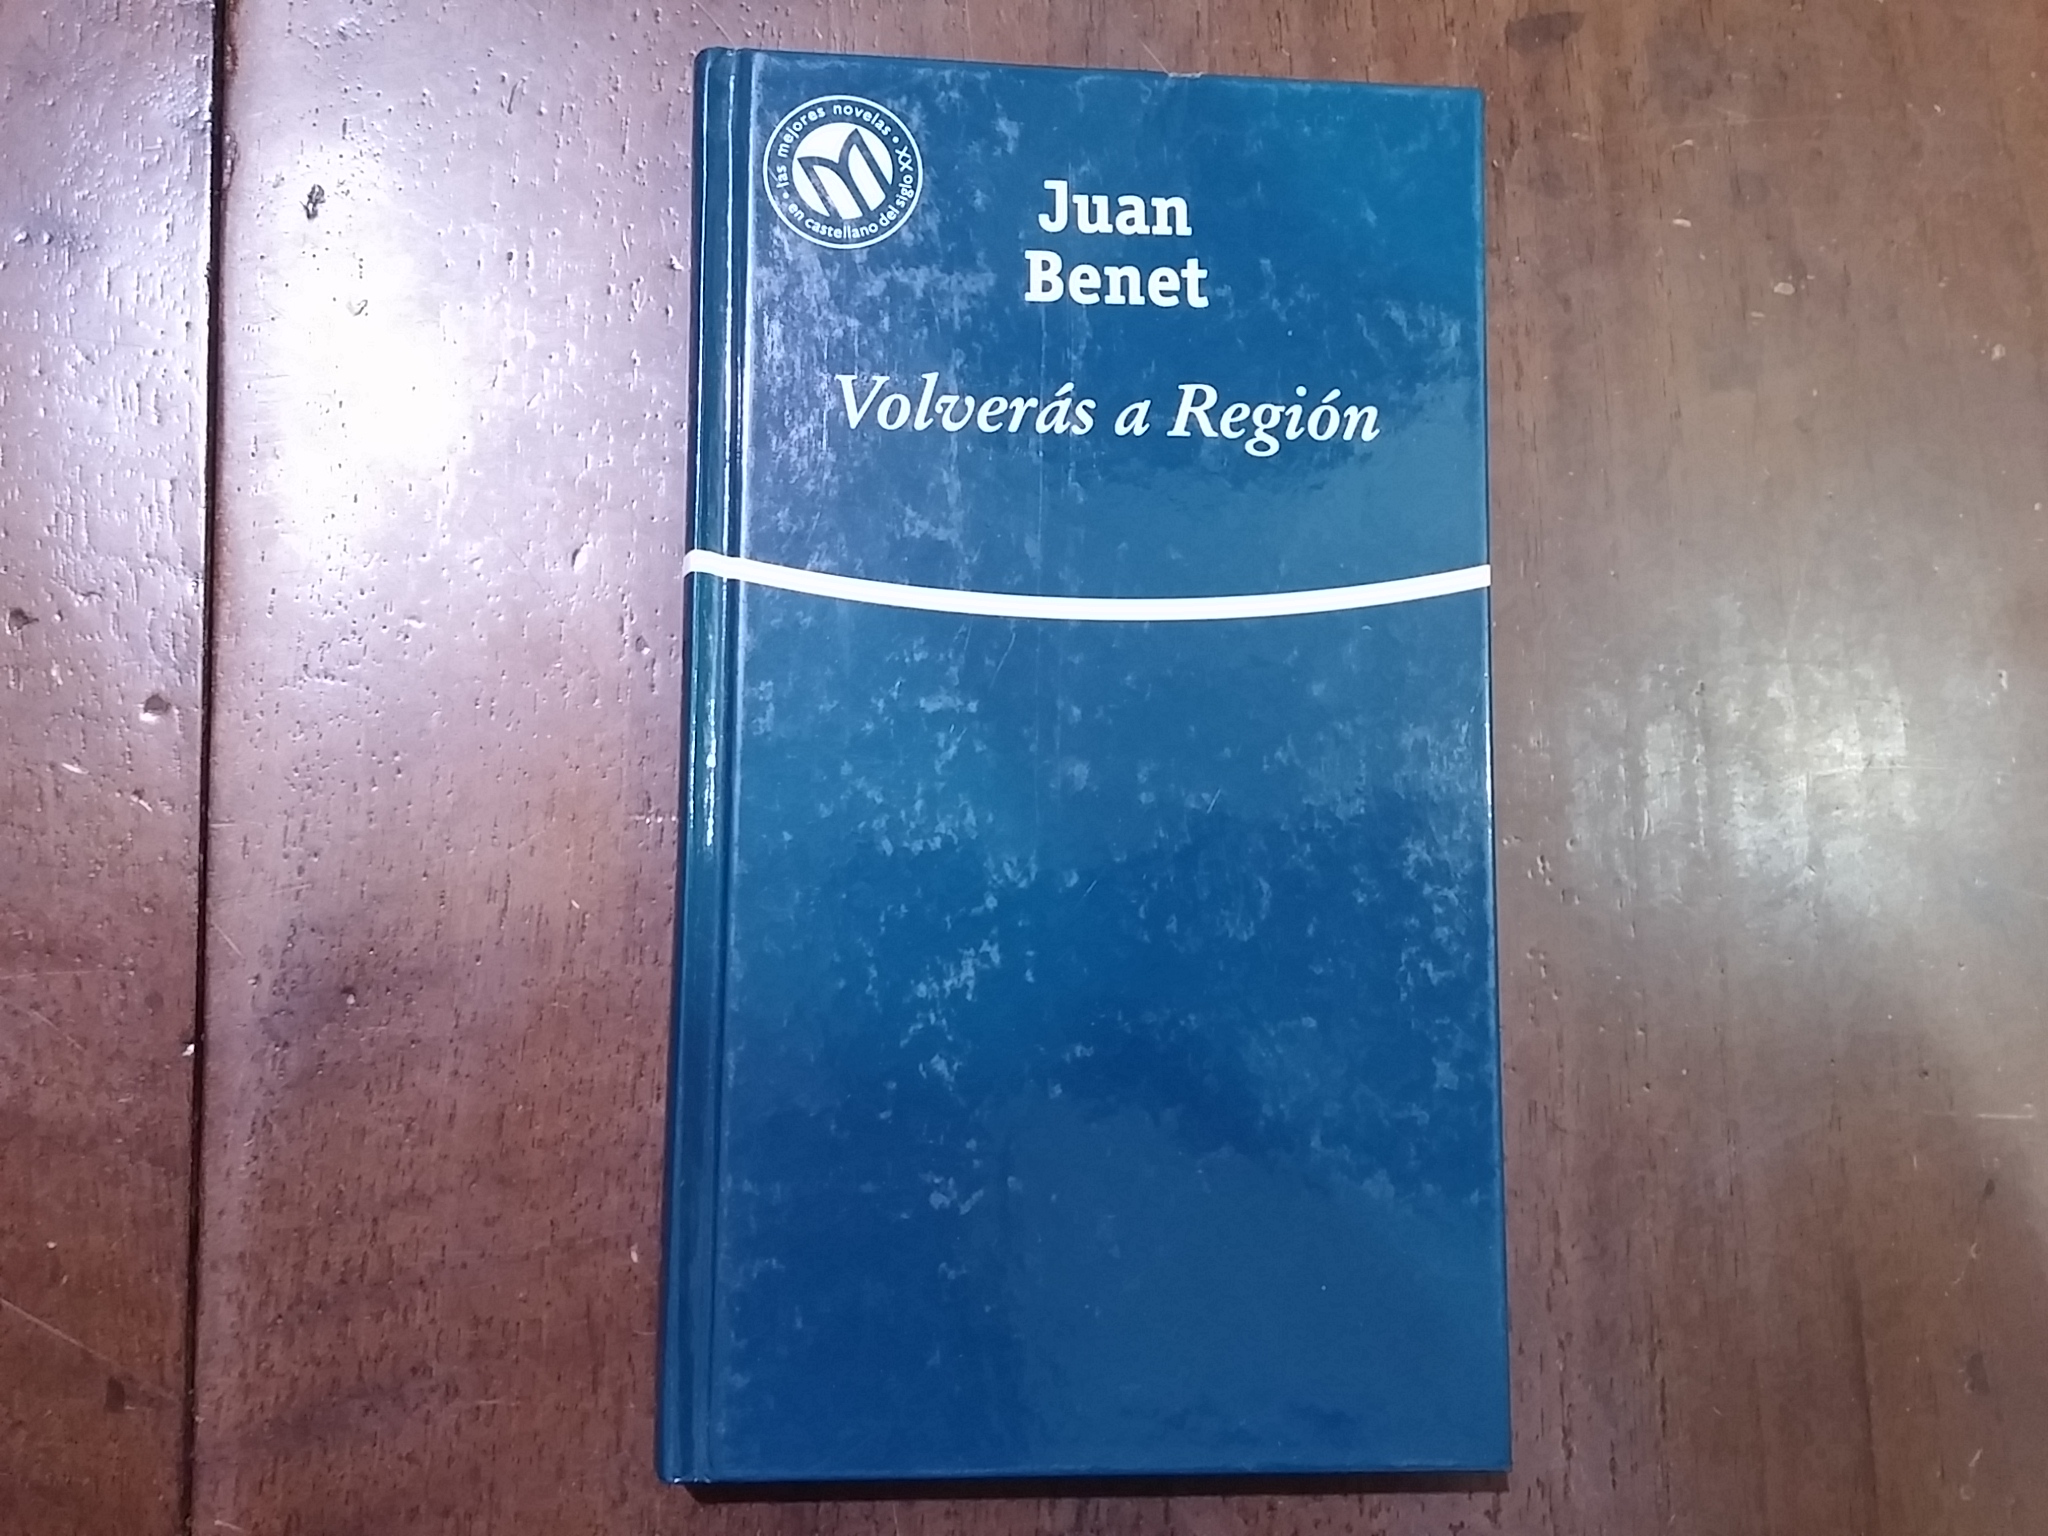 • las mejores novelas •
en castellano del siglo XX
Juan
Benet
Volverás a Región